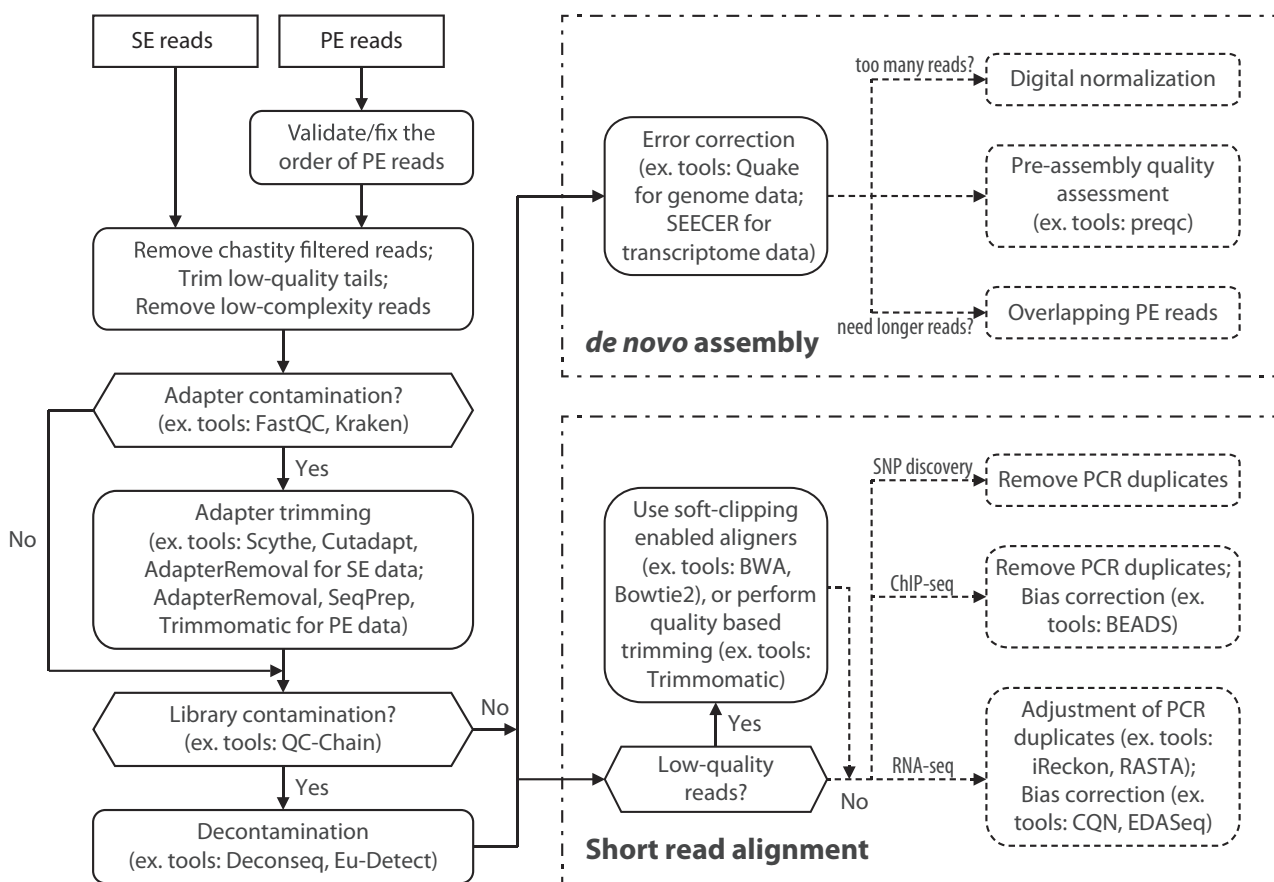 SE reads
PE reads
Validate/fix the
order of PE reads
Remove chastity filtered reads;
Trim low-quality tails;
Remove low-complexity reads
Adapter contamination?
(ex. tools: FastQC, Kraken)
Yes
No
Adapter trimming
(ex. tools: Scythe, Cutadapt,
AdapterRemoval for SE data;
AdapterRemoval, SeqPrep,
Trimmomatic for PE data)
Library contamination?
(ex. tools: QC-Chain)
No
Yes
Decontamination
(ex. tools: Deconseq, Eu-Detect)
Error correction
(ex. tools: Quake
for genome data;
SEECER for
transcriptome data)
too many reads?
Digital normalization
Pre-assembly quality
assessment
(ex. tools: preqc)
need longer reads?
Overlapping PE reads
de novo assembly
Use soft-clipping
enabled aligners
(ex. tools: BWA,
Bowtie2), or perform
quality based
trimming (ex. tools:
Trimmomatic)
Yes
Low-quality
reads?
No
SNP discovery
Remove PCR duplicates
ChIP-seq
Remove PCR duplicates;
Bias correction (ex.
tools: BEADS)
RNA-seq
Adjustment of PCR
duplicates (ex. tools:
iReckon, RASTA);
Bias correction (ex.
tools: CQN, EDASeq)
Short read alignment